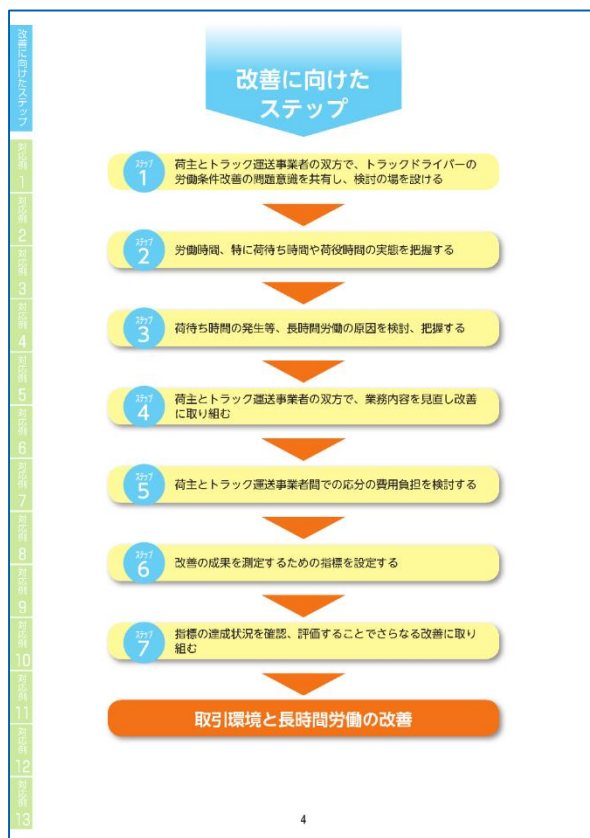 改善に向けたステップ
対応例
1
対応例
2
対応例
3
対応例
4
対応例
5
対応例
6
対応例
7
対応例
8
対応例
9
対応例
10
対応例
11
対応例
12
対応例
13
改善に向けた
ステップ
ステップ
1
荷主とトラック運送事業者の双方で、トラックドライバーの
労働条件改善の問題意識を共有し、検討の場を設ける
ステップ
2
労働時間、特に荷待ち時間や荷役時間の実態を把握する
ステップ
3
荷待ち時間の発生等、長時間労働の原因を検討、把握する
ステップ
4
荷主とトラック運送事業者の双方で、業務内容を見直し改善
に取り組む
ステップ
5
荷主とトラック運送事業者間での応分の費用負担を検討する
ステップ
6
改善の成果を測定するための指標を設定する
ステップ
7
指標の達成状況を確認、評価することでさらなる改善に取り
組む
取引環境と長時間労働の改善
4